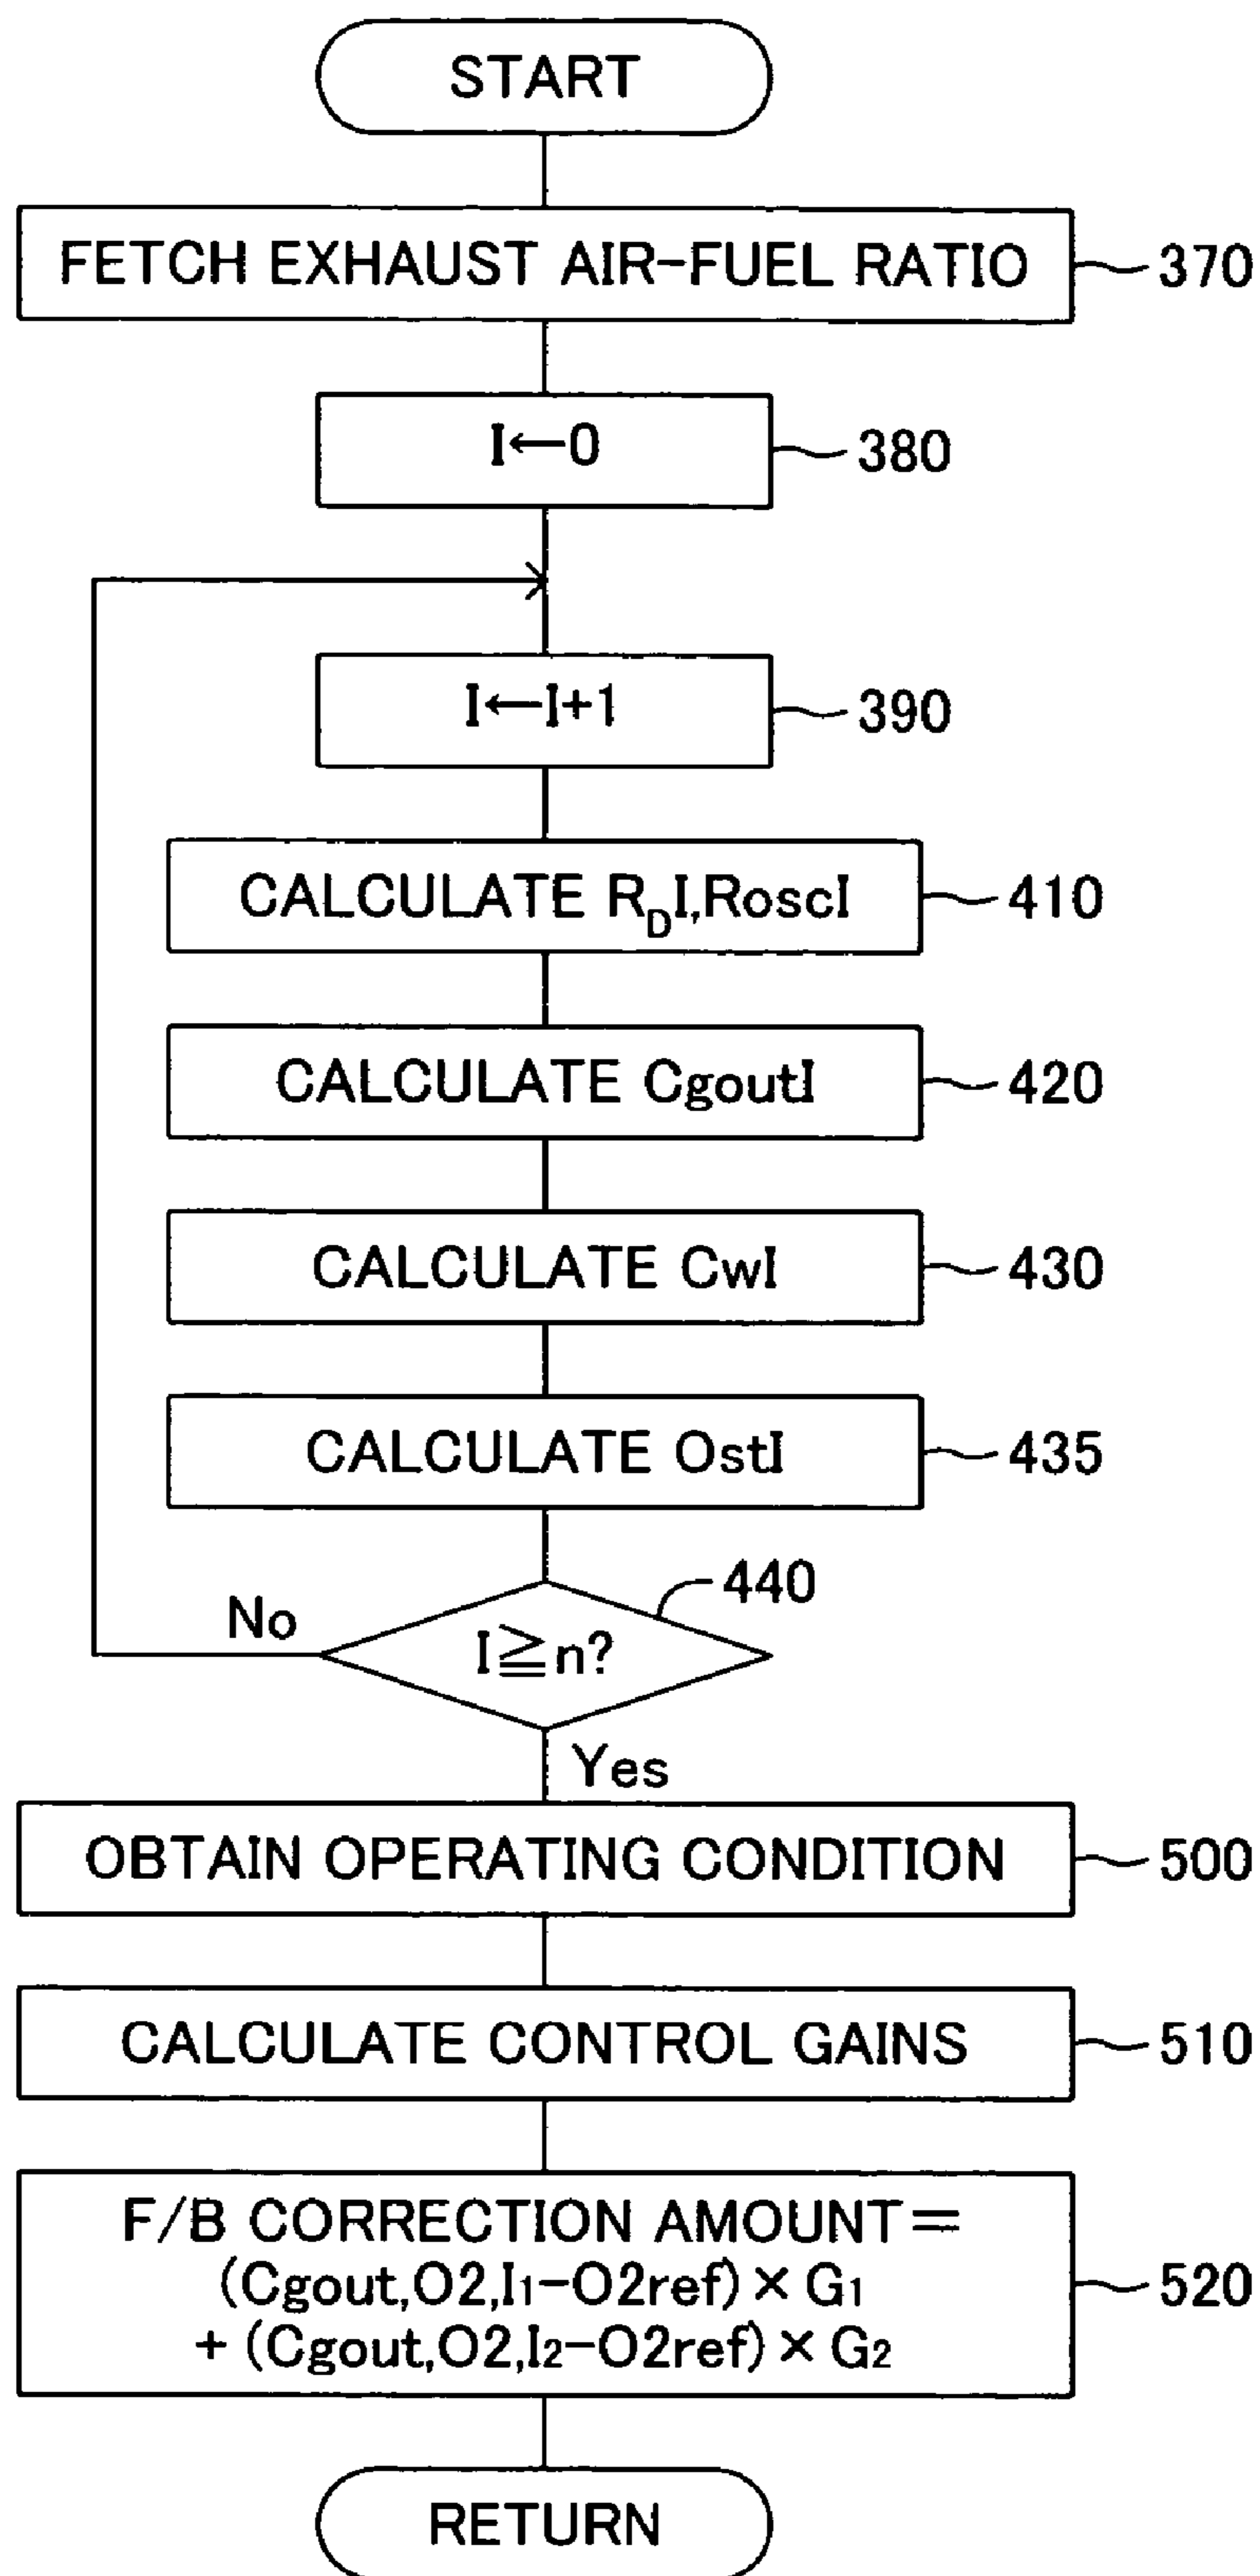 START
FETCH EXHAUST AIR-FUEL RATIO
370
I←0
380
I←I+1
390
CALCULATE RDI,RoscI
410
CALCULATE CgoutI
420
CALCULATE CwI
430
CALCULATE OstI
435
440
I≧n?
No
Yes
OBTAIN OPERATING CONDITION
500
CALCULATE CONTROL GAINS
510
F/B CORRECTION AMOUNT=
(Cgout,O2,I1-O2ref)×G1
+(Cgout,O2,I2-O2ref)×G2
520
RETURN